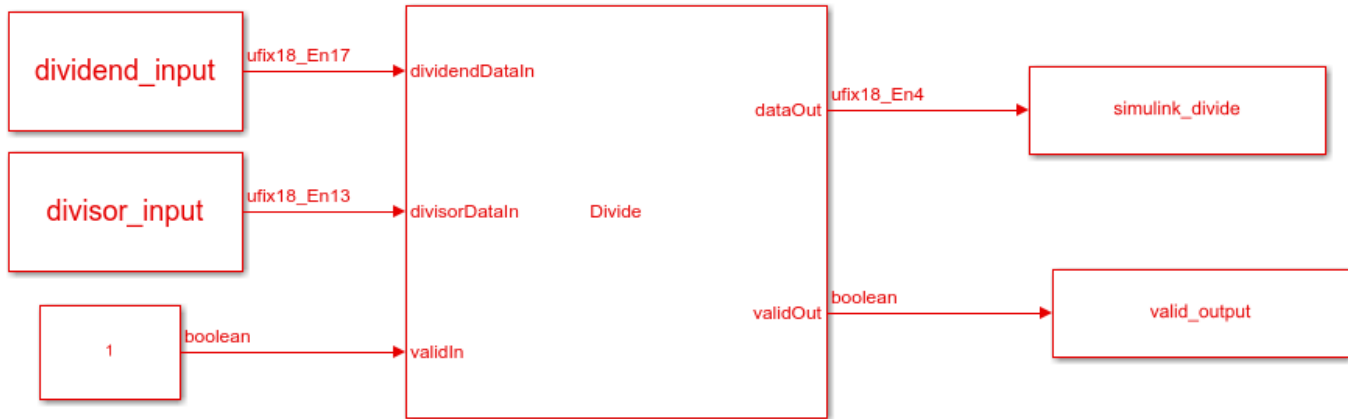 dividend_input
ufix18_En17
dividendDataIn
dataOut
ufix18_En4
simulink_divide
divisor_input
ufix18_En13
divisorDataIn
Divide
1
boolean
validIn
validOut
boolean
valid_output